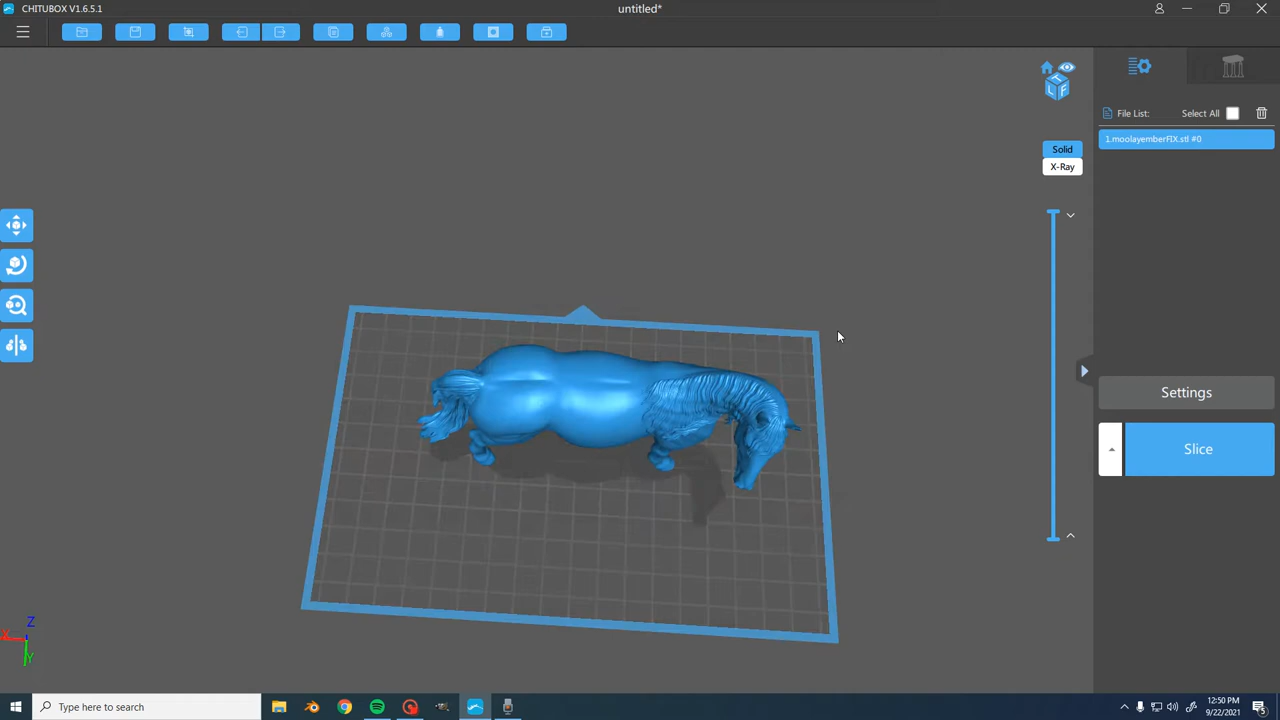 CHITUBOX V1.6.5.1
untitled*
T
L F
File List:
Select All
1.moolayemberFIX.stl #0
Solid
X-Ray
Settings
Slice
Z
X
Y
Type here to search
12:50 PM
9/22/2021
5